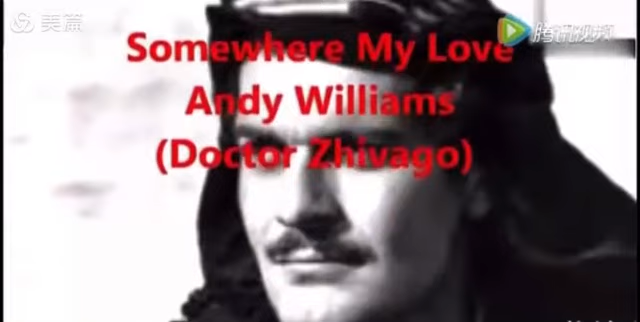 美篇
腾讯视频
Somewhere My Love
Andy Williams
(Doctor Zhivago)